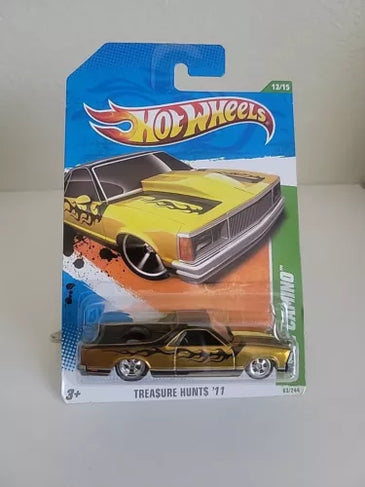 12/15
HOT WHEELS
CAMINO
3+
TREASURE HUNTS '11
63/244